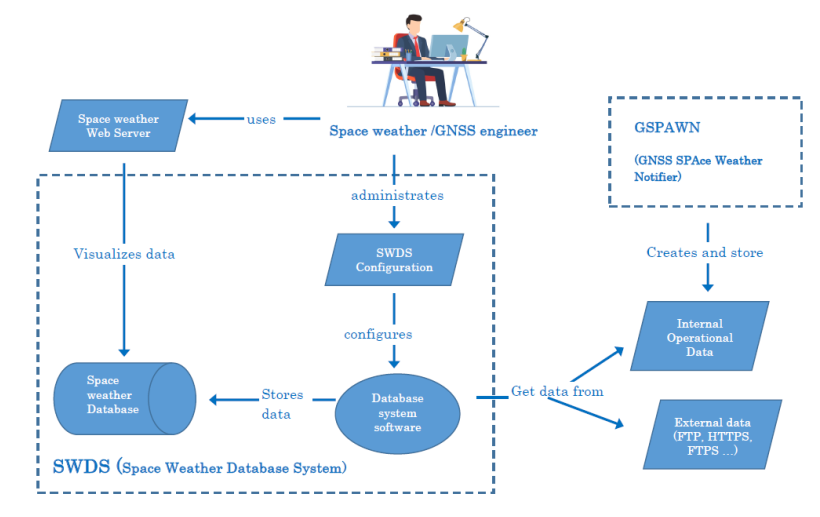 Space weather
Web Server
uses
Space weather /GNSS engineer
GSPAWN
(GNSS SPAce Weather
Notifier)
administrates
Visualizes data
SWDS
Configuration
Creates and store
configures
Internal
Operational
Data
Space
weather
Database
Stores
data
Database
system
software
Get data from
External data
(FTP, HTTPS,
FTPS ...)
SWDS (Space Weather Database System)